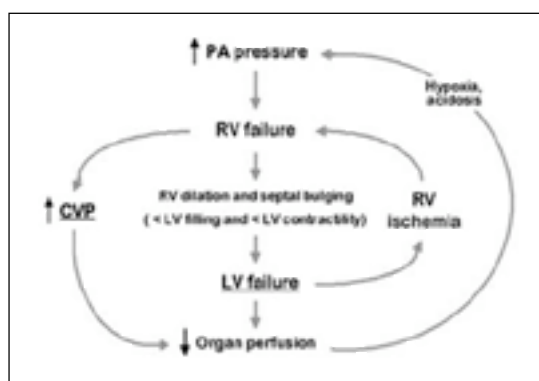 ↑ PA pressure
Hypoxia,
acidosis
RV failure
RV dilation and septal bulging
( < LV filling and < LV contractility)
↑ CVP
RV
ischemia
LV failure
↓ Organ perfusion